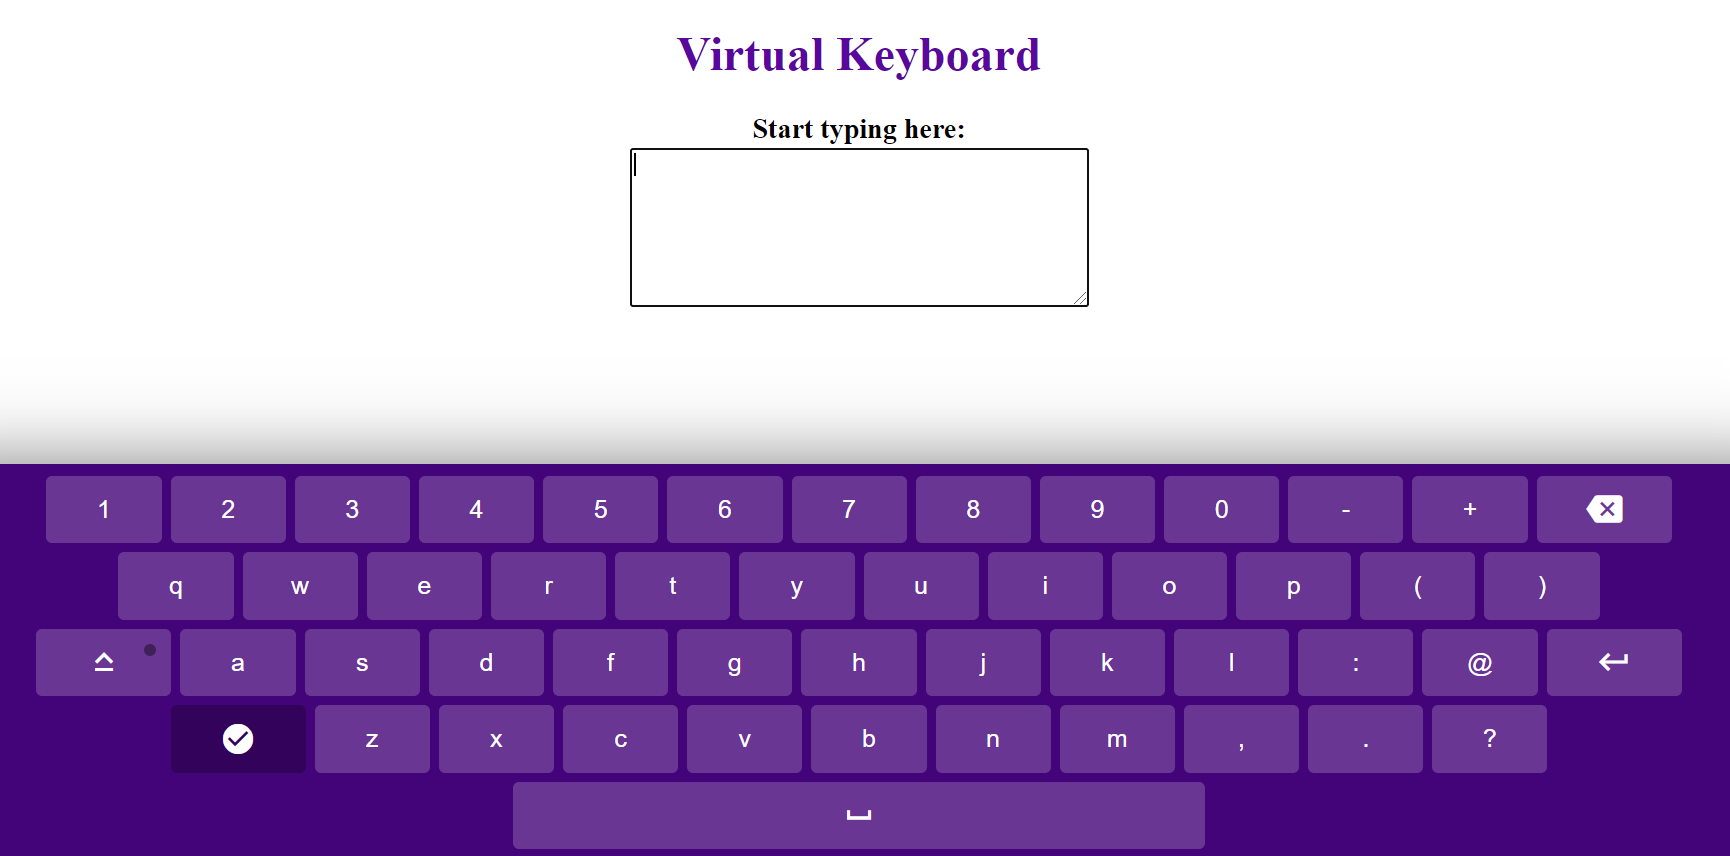 Virtual Keyboard
Start typing here:
1 2 3 4 5 6 7 8 9 0 - +
q w e r t y u i o p ( )
a s d f g h j k l : @
z x c v b n m , . ?